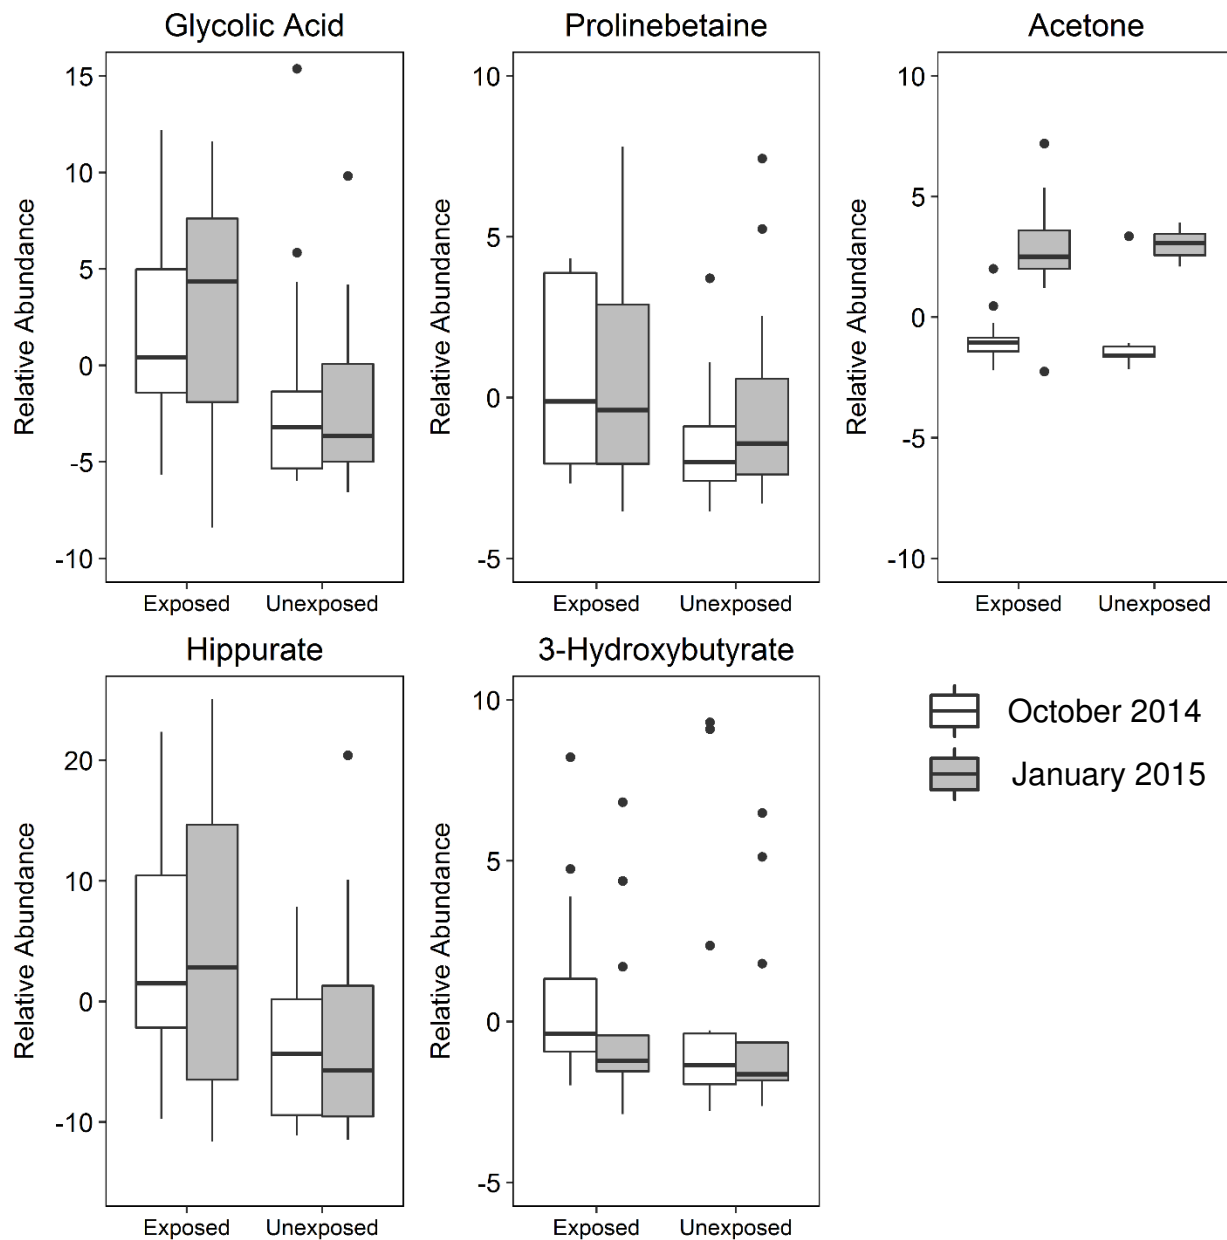 Glycolic Acid
Relative Abundance
15
10
5
0
-5
-10
Exposed Unexposed
Prolinebetaine
Relative Abundance
10
5
0
-5
Exposed Unexposed
Acetone
Relative Abundance
10
5
0
-5
-10
Exposed Unexposed
Hippurate
Relative Abundance
20
10
0
-10
Exposed Unexposed
3-Hydroxybutyrate
Relative Abundance
10
5
0
-5
Exposed Unexposed
October 2014
January 2015